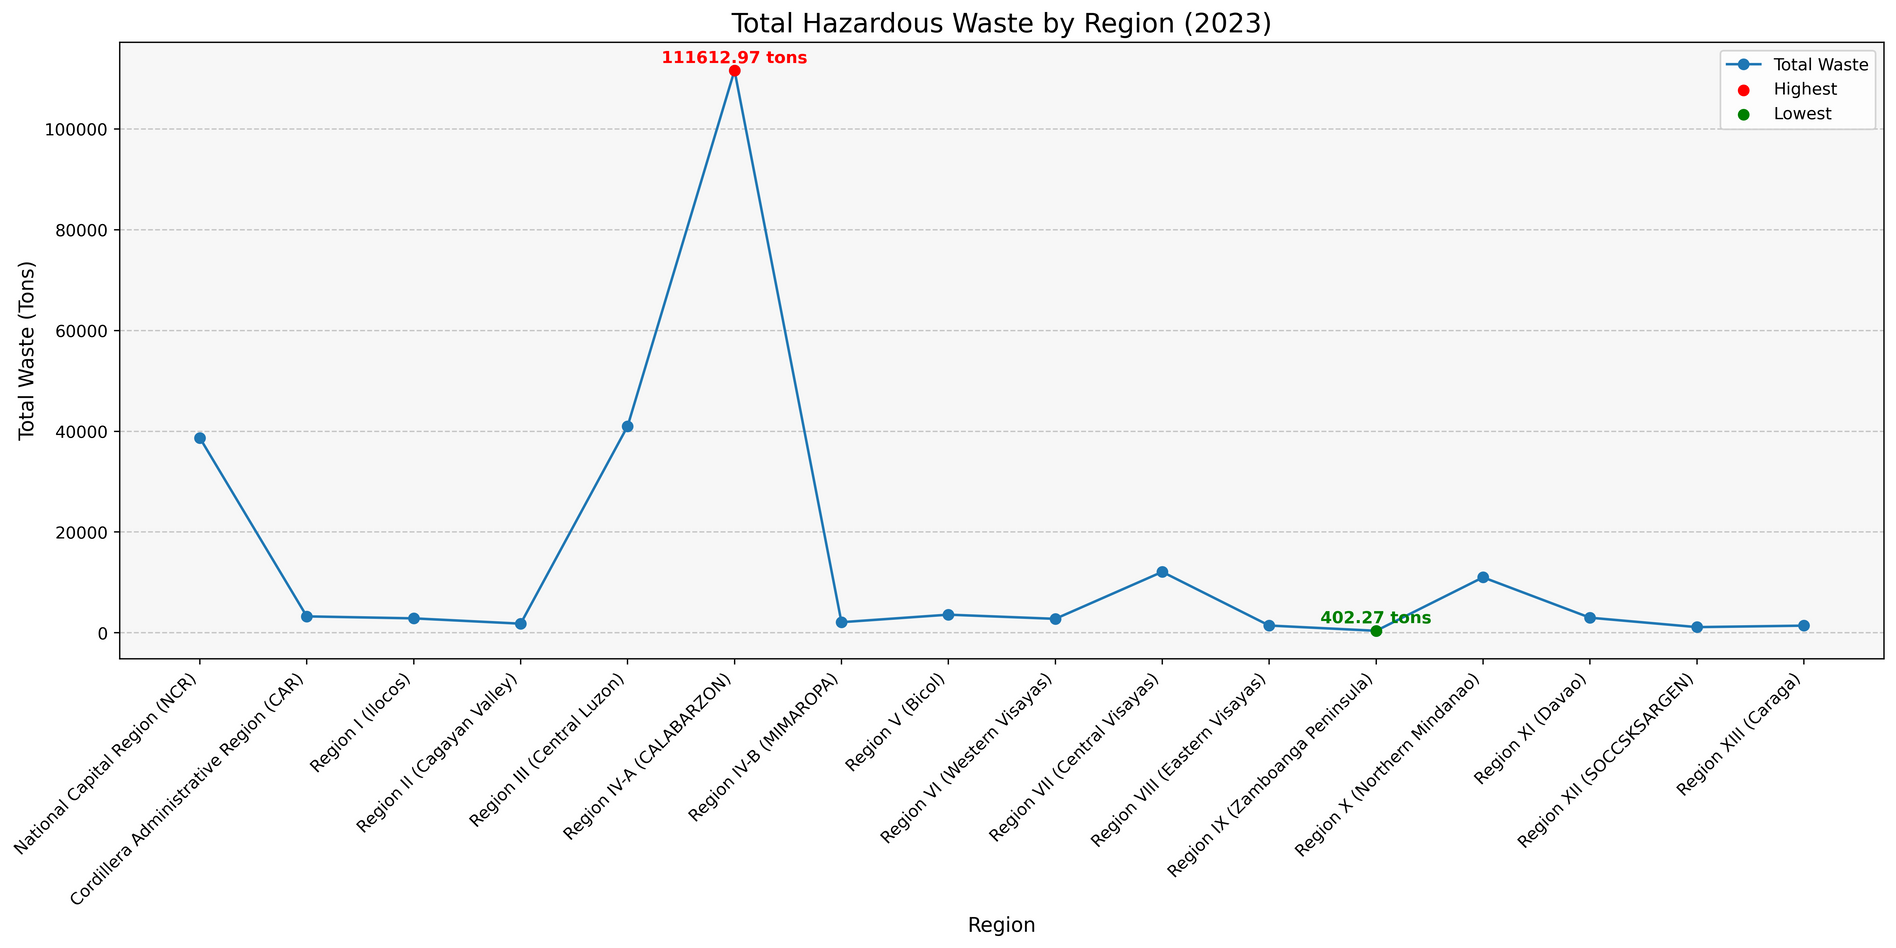 Total Hazardous Waste by Region (2023)
111612.97 tons
Total Waste
Highest
Lowest
100000
80000
60000
40000
20000
0
Total Waste (Tons)
402.27 tons
National Capital Region (NCR)
Cordillera Administrative Region (CAR)
Region I (Ilocos)
Region II (Cagayan Valley)
Region III (Central Luzon)
Region IV-A (CALABARZON)
Region IV-B (MIMAROPA)
Region V (Bicol)
Region VI (Western Visayas)
Region VII (Central Visayas)
Region VIII (Eastern Visayas)
Region IX (Zamboanga Peninsula)
Region X (Northern Mindanao)
Region XI (Davao)
Region XII (SOCCSKSARGEN)
Region XIII (Caraga)
Region